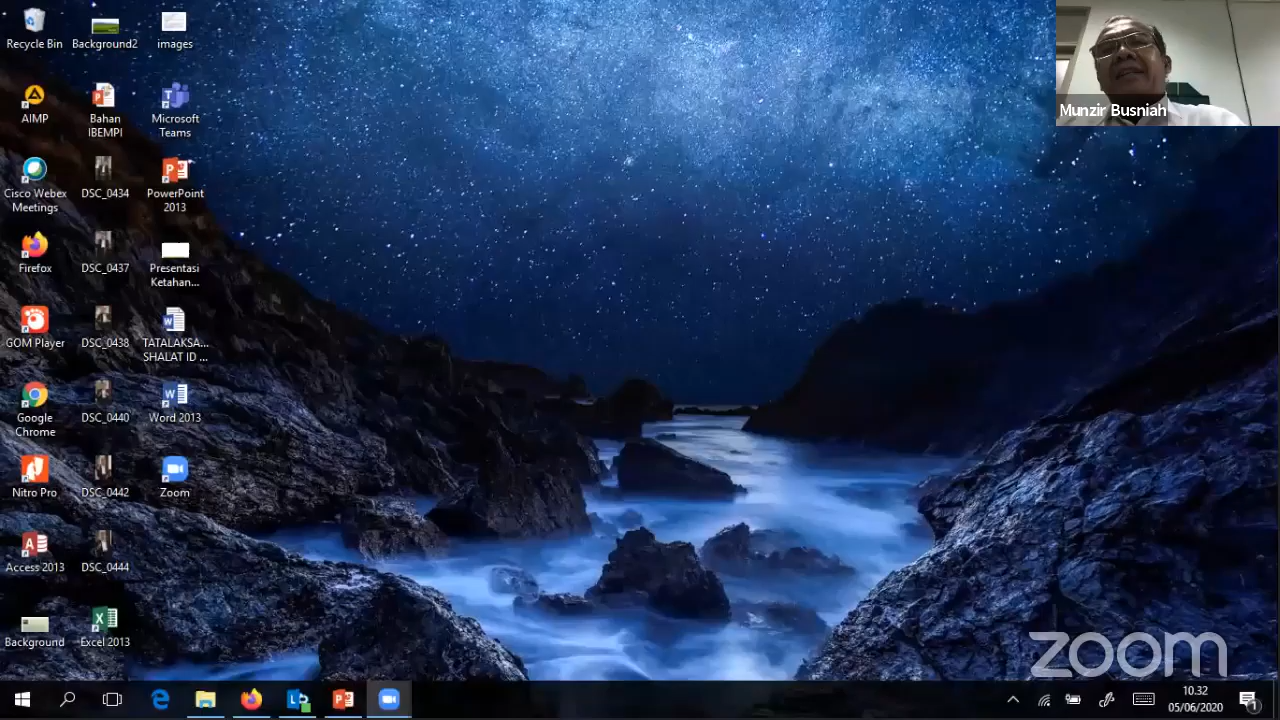 Recycle Bin
Background2
images
Munzir Busniah
AIMP
Bahan
IBEMPI
Microsoft
Teams
Cisco Webex
Meetings
DSC_0434
PowerPoint
2013
Firefox
DSC_0437
Presentasi
Ketahan...
GOM Player
DSC_0438
TATALAKSA...
SHALAT ID ...
Google
Chrome
DSC_0440
Word 2013
Nitro Pro
DSC_0442
Zoom
Access 2013
DSC_0444
Background
Excel 2013
zoom
10.32
05/06/2020
1